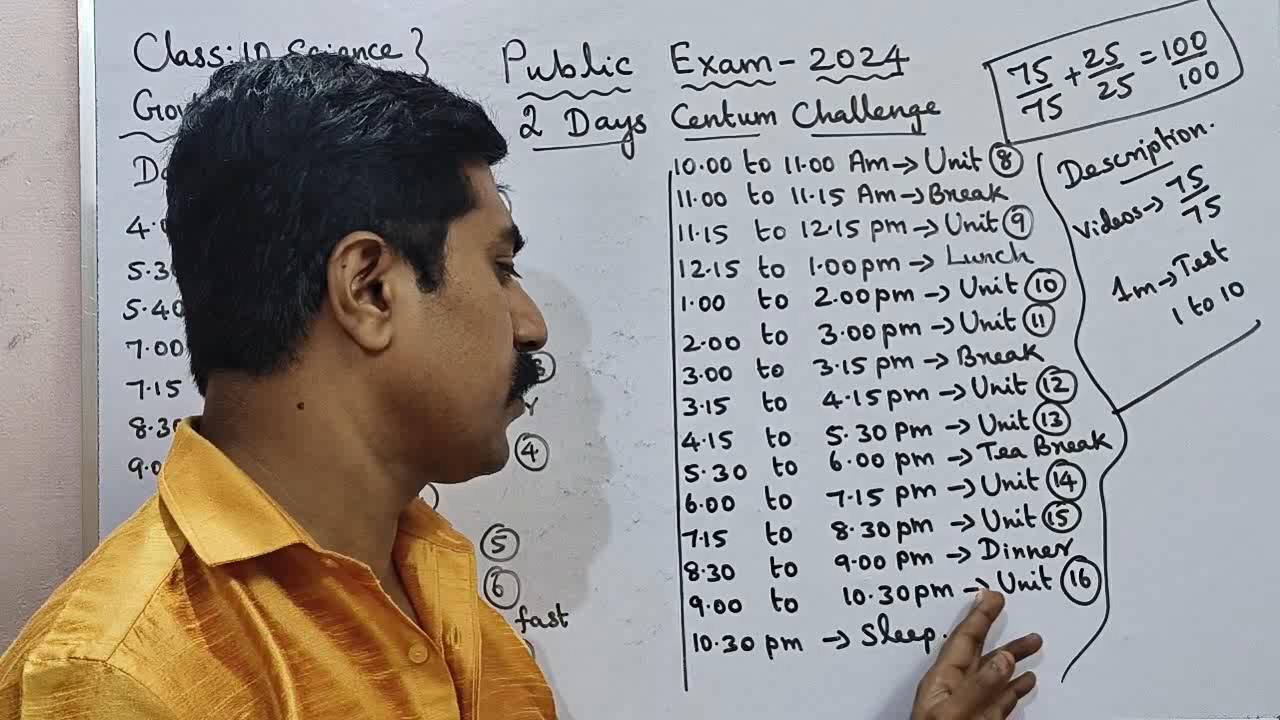 Class: 10 Science }
Public Exam - 2024
2 Days Centum Challenge
75/75 + 25/25 = 100/100
4.
5.3
5.40
7.00
7.15
8.30
9.0
4
5
6
fast
10.00 to 11.00 Am → Unit 8
11.00 to 11.15 Am → Break
11.15 to 12.15 pm → Unit 9
12.15 to 1.00 pm → Lunch
1.00 to 2.00 pm → Unit 10
2.00 to 3.00 pm → Unit 11
3.00 to 3.15 pm → Break
3.15 to 4.15 pm → Unit 12
4.15 to 5.30 pm → Unit 13
5.30 to 6.00 pm → Tea Break
6.00 to 7.15 pm → Unit 14
7.15 to 8.30 pm → Unit 15
8.30 to 9.00 pm → Dinner
9.00 to 10.30 pm → Unit 16
10.30 pm → Sleep.
Description.
Videos → 75/75
1m → Test
1 to 10